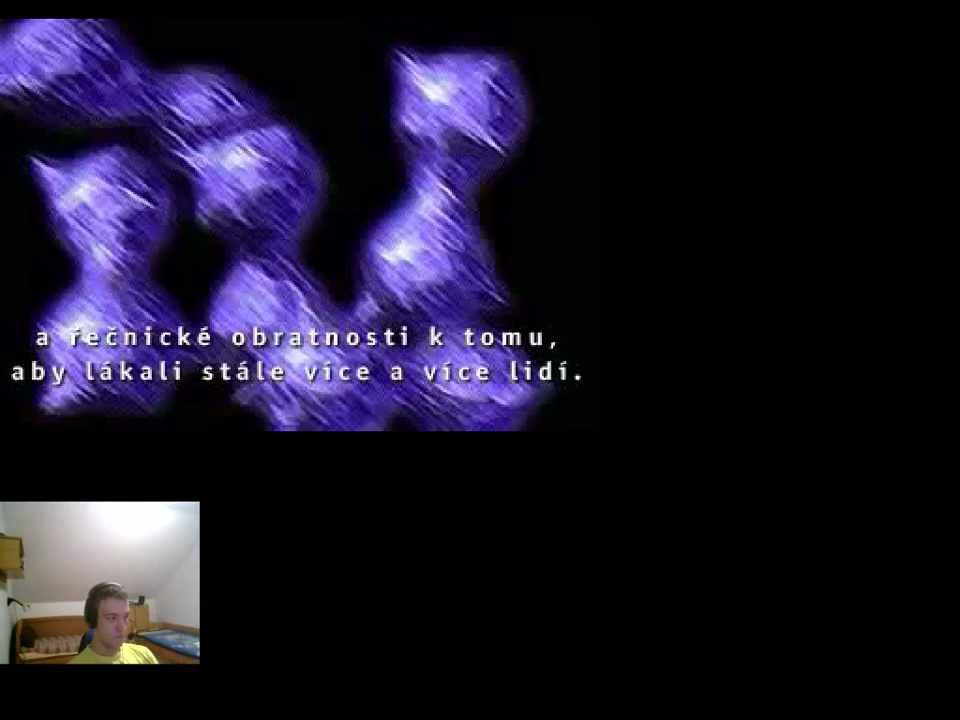 a řečnické obratnosti k tomu,
aby lákali stále více a více lidí.